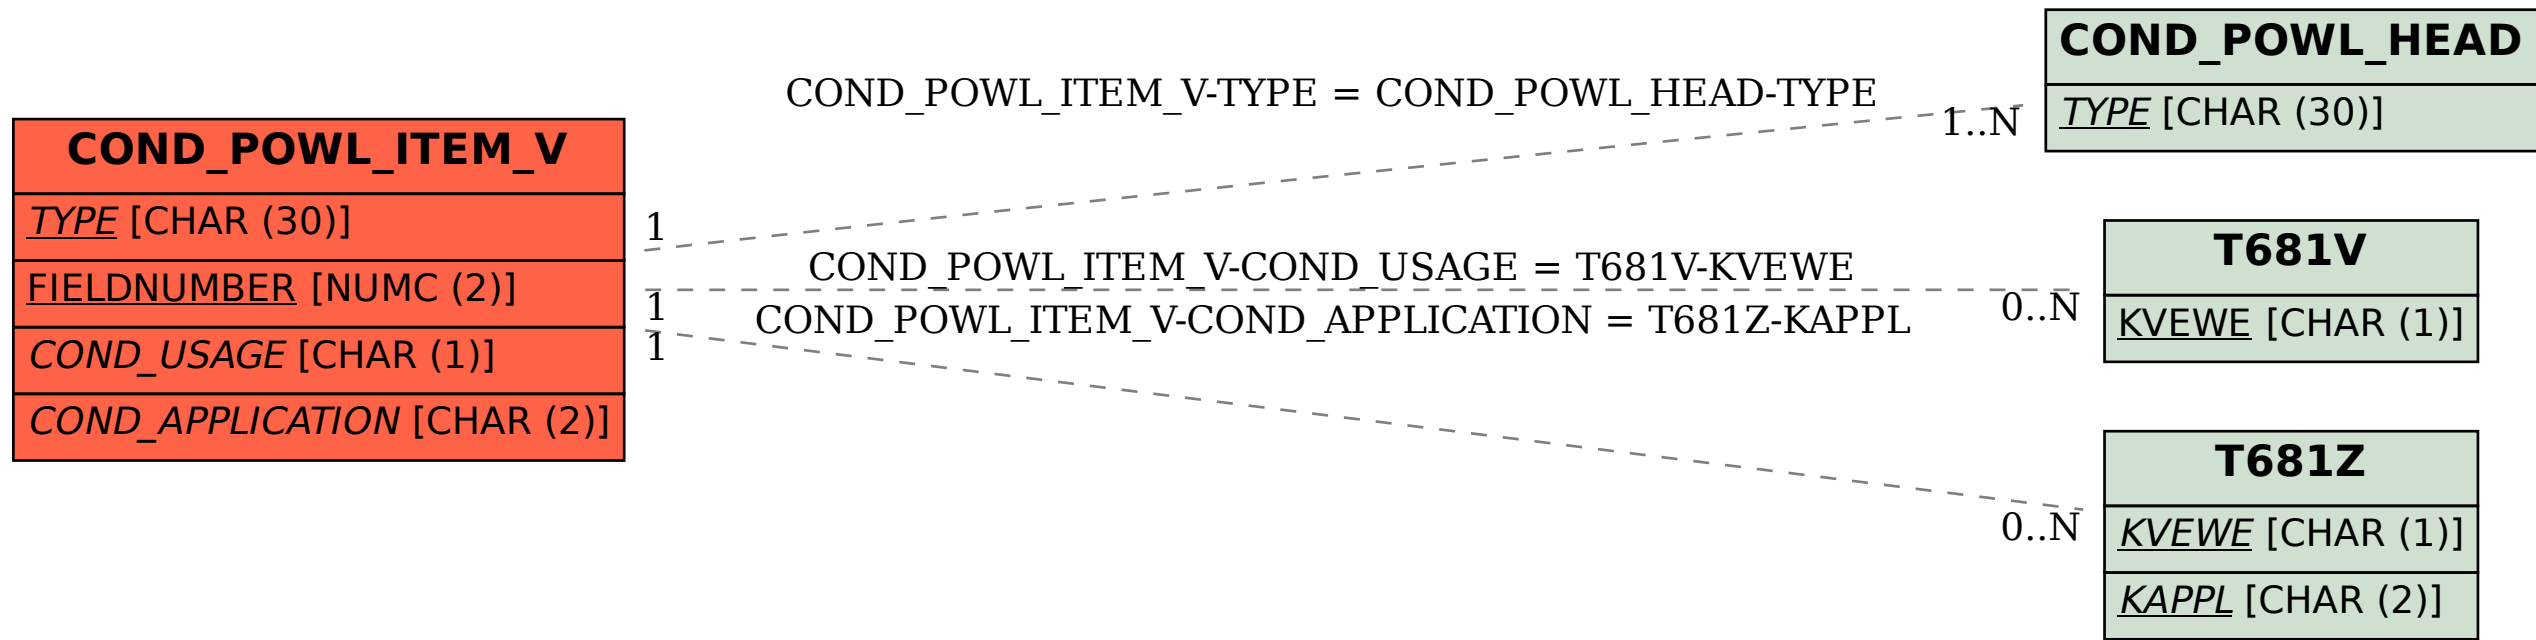 COND_POWL_ITEM_V
TYPE [CHAR (30)]
FIELDNUMBER [NUMC (2)]
COND_USAGE [CHAR (1)]
COND_APPLICATION [CHAR (2)]
COND_POWL_ITEM_V-TYPE = COND_POWL_HEAD-TYPE
1
1..N
COND_POWL_ITEM_V-COND_USAGE = T681V-KVEWE
1
0..N
COND_POWL_ITEM_V-COND_APPLICATION = T681Z-KAPPL
1
0..N
COND_POWL_HEAD
TYPE [CHAR (30)]
T681V
KVEWE [CHAR (1)]
T681Z
KVEWE [CHAR (1)]
KAPPL [CHAR (2)]